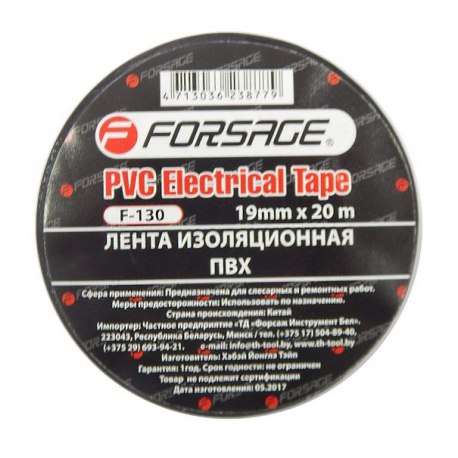 4713036238779
FORSAGE®
PVC Electrical Tape
F-130 19mm x 20 m
ЛЕНТА ИЗОЛЯЦИОННАЯ
ПВХ
Сфера применения: Предназначена для слесарных и ремонтных работ.
Меры предосторожности: Использовать по назначению.
Страна происхождения: Китай
Импортер: Частное предприятие «ТД «Форсаж Инструмент Бел».
223043, Республика Беларусь, Минск / тел. (+375 17) 504-89-40,
(+375 29) 693-94-21. e-mail: info@th-tool.by www.th-tool.by
Изготовитель: Хэбэй Йонгла Тэйп
Гарантия: 1год. Срок годности: не ограничен
Товар не подлежит сертификации
Дата изготовления: 05.2017